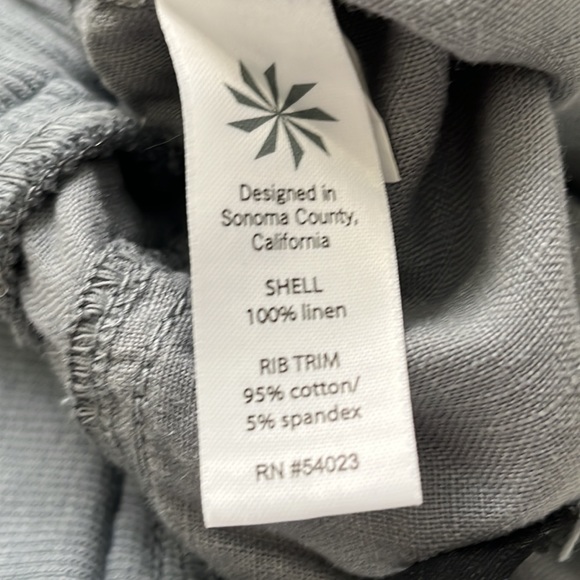 Designed in
Sonoma County,
California
SHELL
100% linen
RIB TRIM
95% cotton/
5% spandex
RN #54023